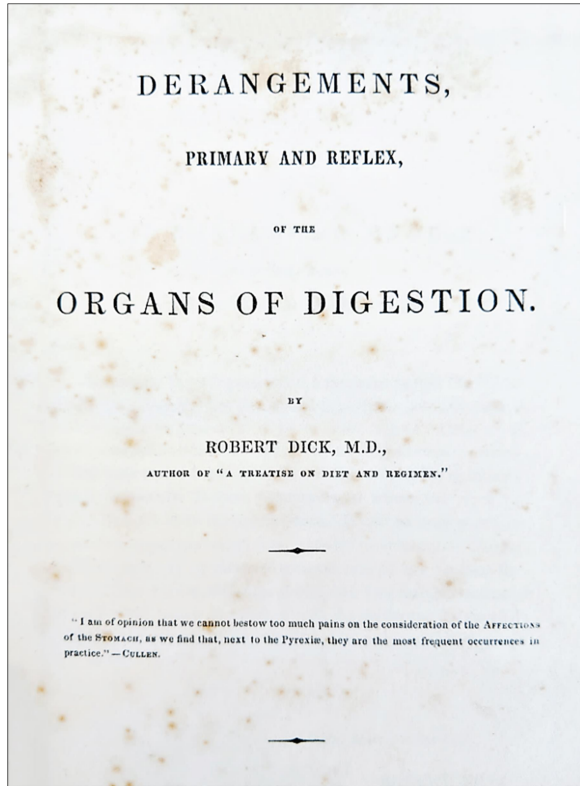 DERANGEMENTS,
PRIMARY AND REFLEX,
OF THE
ORGANS OF DIGESTION.
BY
ROBERT DICK, M.D.,
AUTHOR OF “A TREATISE ON DIET AND REGIMEN.”
“I am of opinion that we cannot bestow too much pains on the consideration of the AFFECTIONS
of the STOMACH, as we find that, next to the Pyrexiæ, they are the most frequent occurrences in
practice.”—CULLEN.